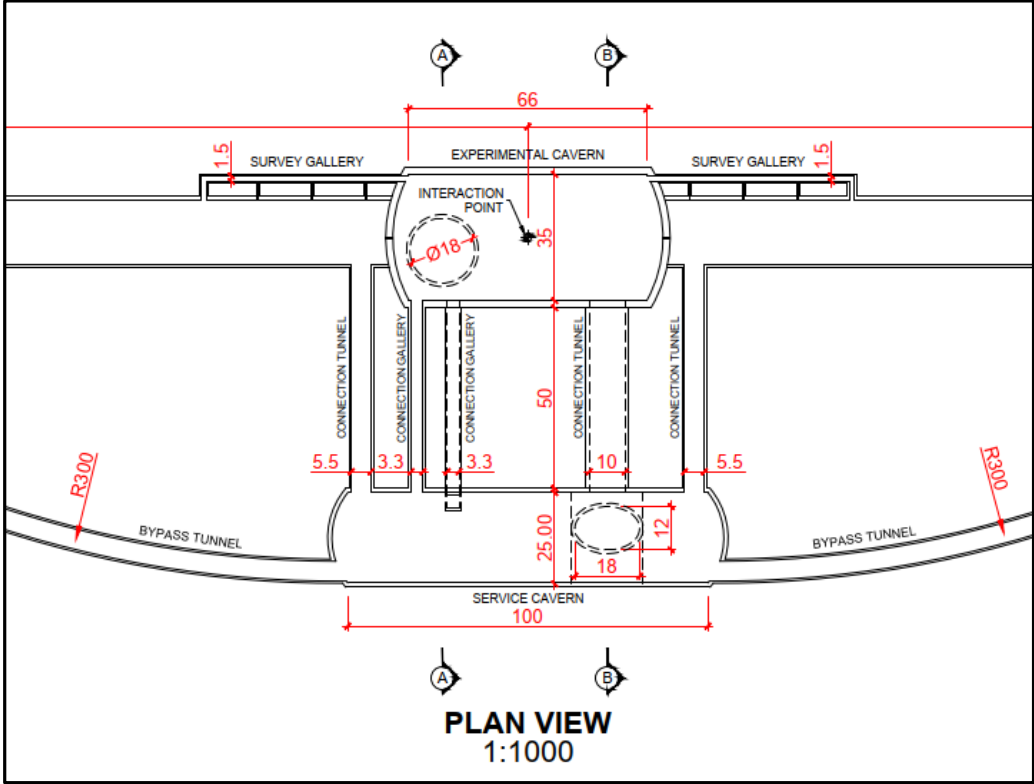 A
B
66
1.5
SURVEY GALLERY
EXPERIMENTAL CAVERN
SURVEY GALLERY
1.5
INTERACTION
POINT
Ø18
35
CONNECTION TUNNEL
CONNECTION GALLERY
CONNECTION GALLERY
50
CONNECTION TUNNEL
CONNECTION TUNNEL
5.5
3.3
3.3
10
5.5
R300
R300
BYPASS TUNNEL
25.00
12
18
BYPASS TUNNEL
SERVICE CAVERN
100
A
B
PLAN VIEW
1:1000